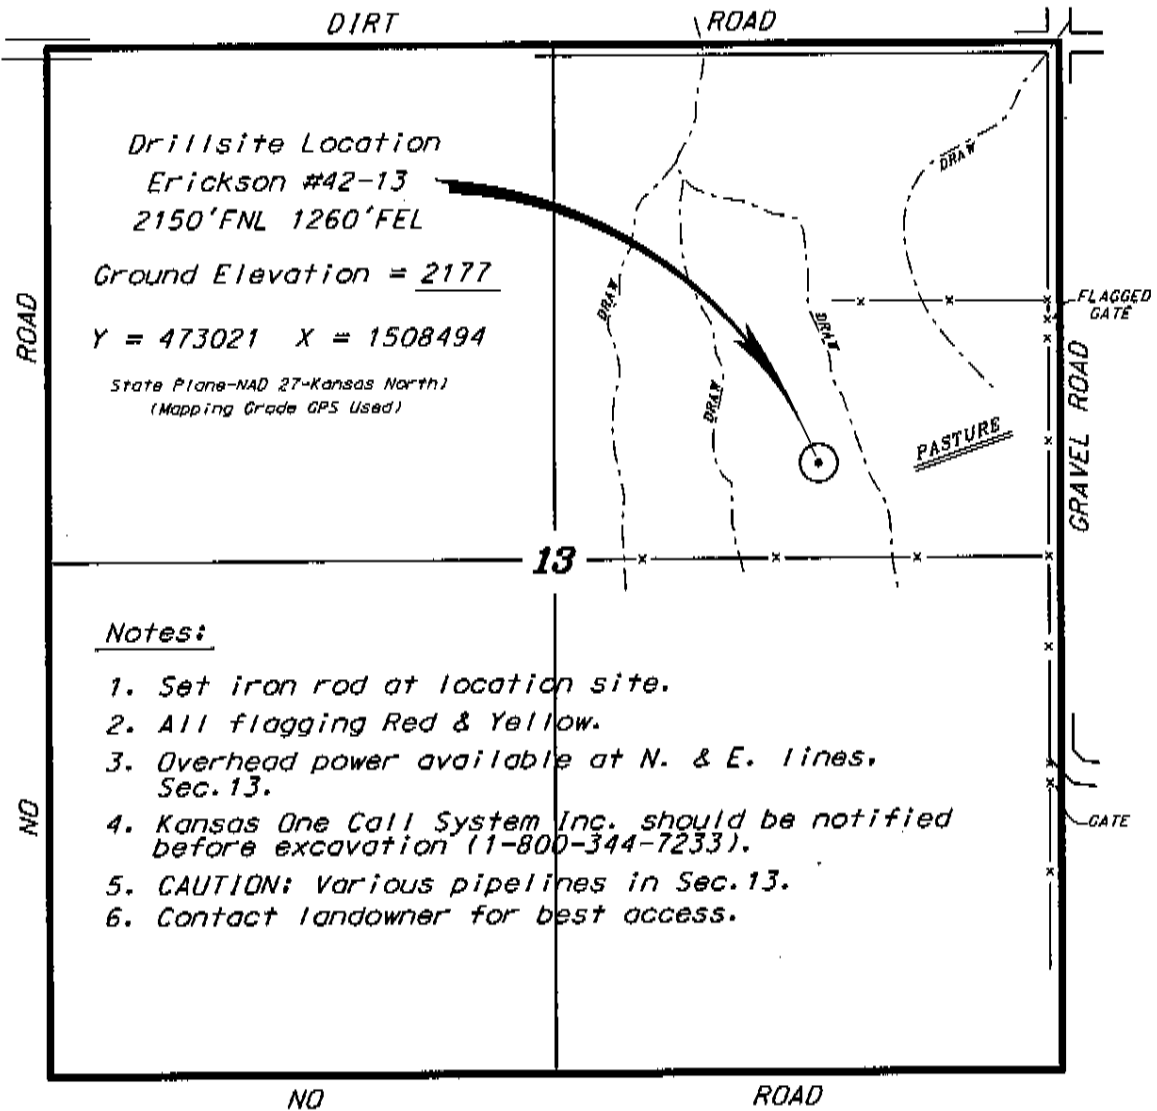 DIRT ROAD
Drillsite Location
Erickson #42-13
2150'FNL 1260'FEL
Ground Elevation = 2177
Y = 473021 X = 1508494
State Plane-NAD 27-Kansas North)
(Mapping Grade GPS Used)
DRAW
DRAW
DRAW
DRAW
FLAGGED
GATE
PASTURE
GRAVEL ROAD
NO ROAD
13
Notes:
1. Set iron rod at location site.
2. All flagging Red & Yellow.
3. Overhead power available at N. & E. lines,
Sec.13.
4. Kansas One Call System Inc. should be notified
before excavation (1-800-344-7233).
5. CAUTION: Various pipelines in Sec.13.
6. Contact landowner for best access.
GATE
NO ROAD